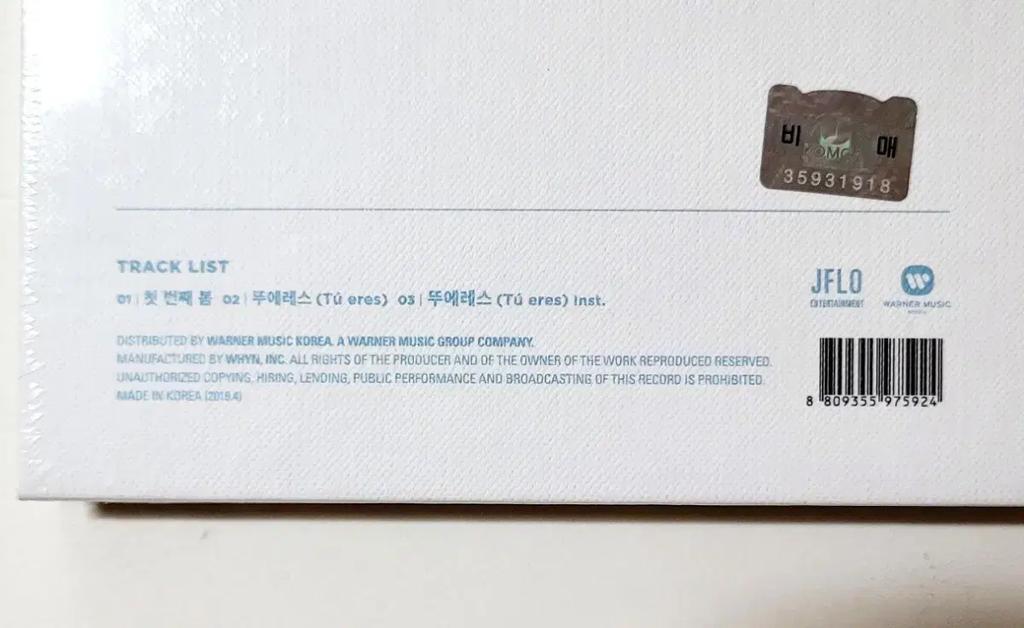 비 매
KOMCA
35931918
TRACK LIST
01 | 첫 번째 봄 02 | 뚜에레스 (Tú eres) 03 | 뚜에레스 (Tú eres) Inst.
JFLO
ENTERTAINMENT
WARNER MUSIC
DISTRIBUTED BY WARNER MUSIC KOREA. A WARNER MUSIC GROUP COMPANY.
MANUFACTURED BY WHYN, INC. ALL RIGHTS OF THE PRODUCER AND OF THE OWNER OF THE WORK REPRODUCED RESERVED.
UNAUTHORIZED COPYING, HIRING, LENDING, PUBLIC PERFORMANCE AND BROADCASTING OF THIS RECORD IS PROHIBITED.
MADE IN KOREA (2018.4)
8 809355 975924